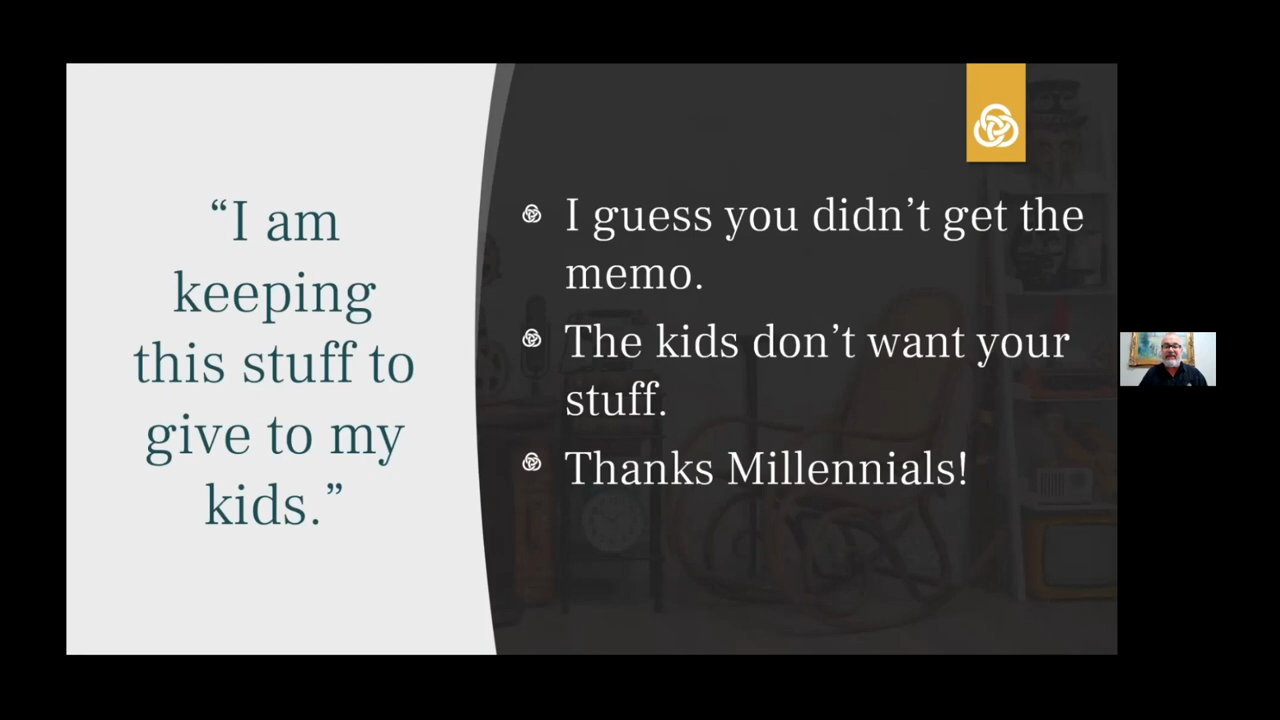 “I am
keeping
this stuff to
give to my
kids.”
I guess you didn’t get the
memo.
The kids don’t want your
stuff.
Thanks Millennials!